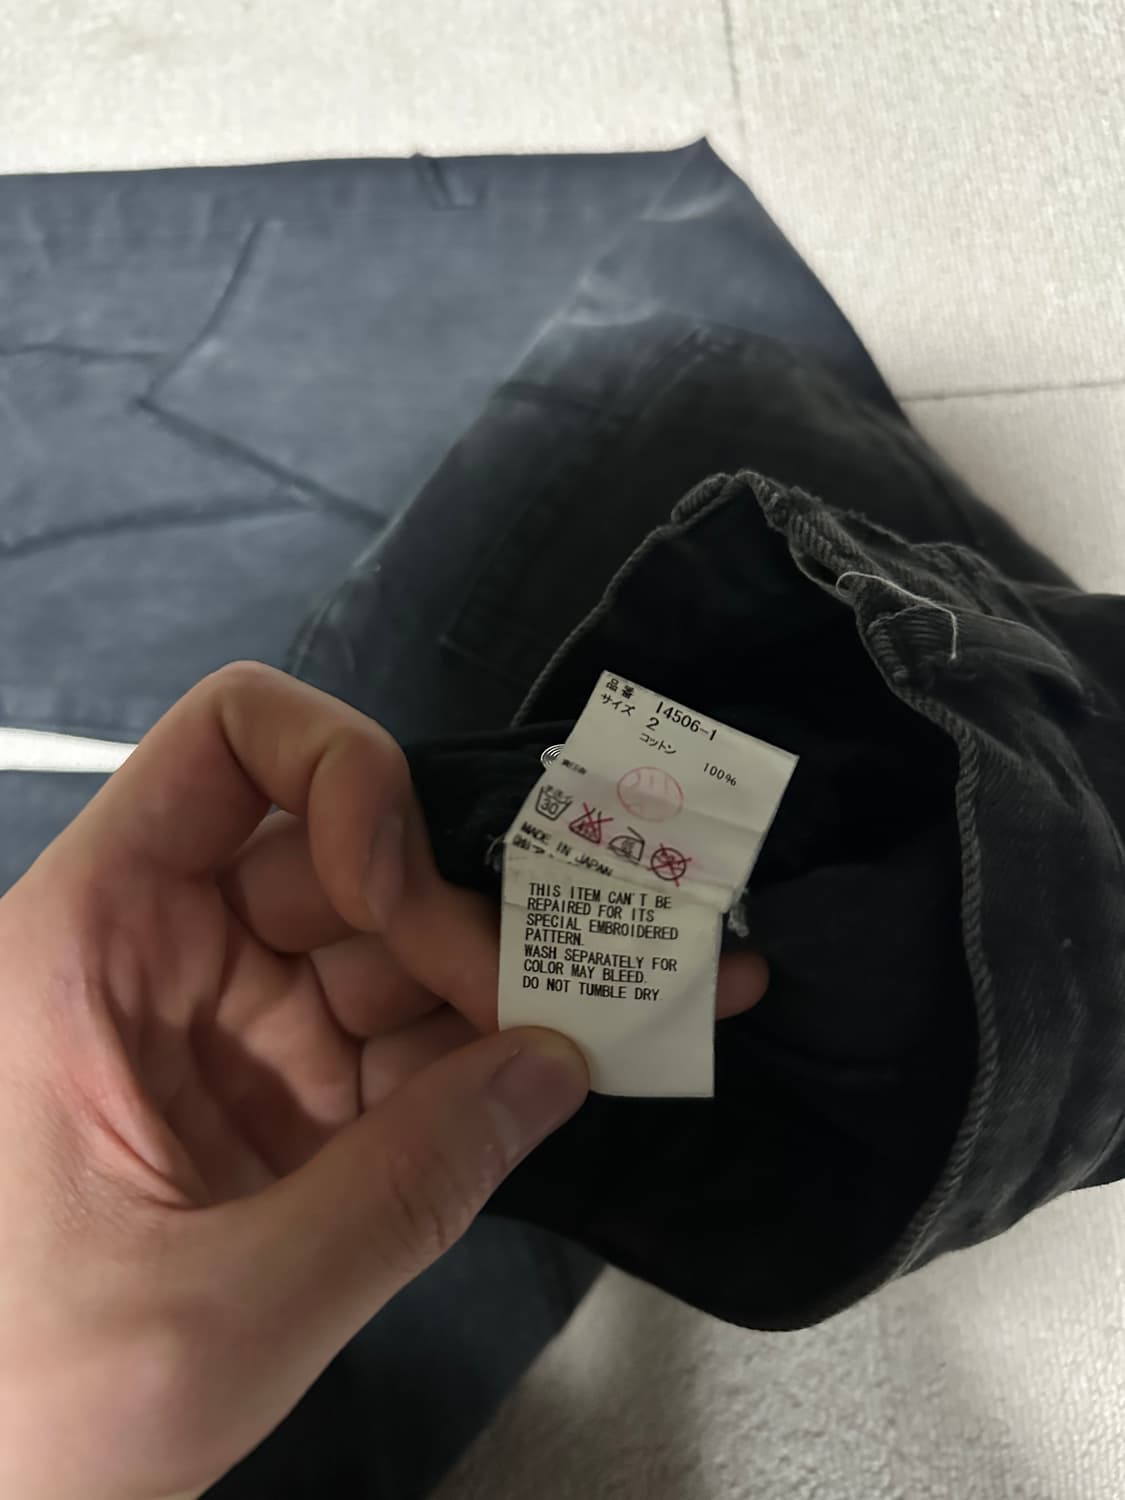 品番 14506-1
サイズ 2
コットン 100%
30
MADE IN JAPAN
THIS ITEM CAN'T BE
REPAIRED FOR ITS
SPECIAL EMBROIDERED
PATTERN.
WASH SEPARATELY FOR
COLOR MAY BLEED.
DO NOT TUMBLE DRY.